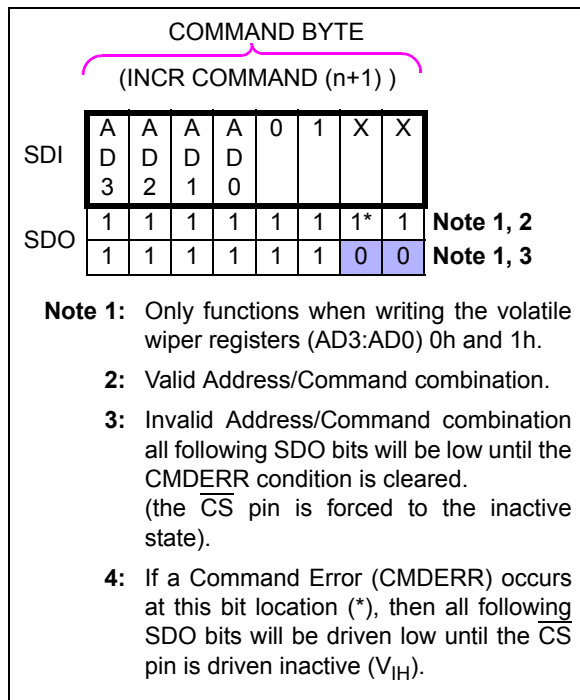 COMMAND BYTE
(INCR COMMAND (n+1) )
SDI
A A A A 0 1 X X
D D D D
3 2 1 0
SDO
1 1 1 1 1 1 1* 1 Note 1, 2
1 1 1 1 1 1 0 0 Note 1, 3
Note 1: Only functions when writing the volatile
wiper registers (AD3:AD0) 0h and 1h.
2: Valid Address/Command combination.
3: Invalid Address/Command combination
all following SDO bits will be low until the
CMDERR condition is cleared.
(the C̅S̅ pin is forced to the inactive
state).
4: If a Command Error (CMDERR) occurs
at this bit location (*), then all following
SDO bits will be driven low until the C̅S̅
pin is driven inactive (VIH).